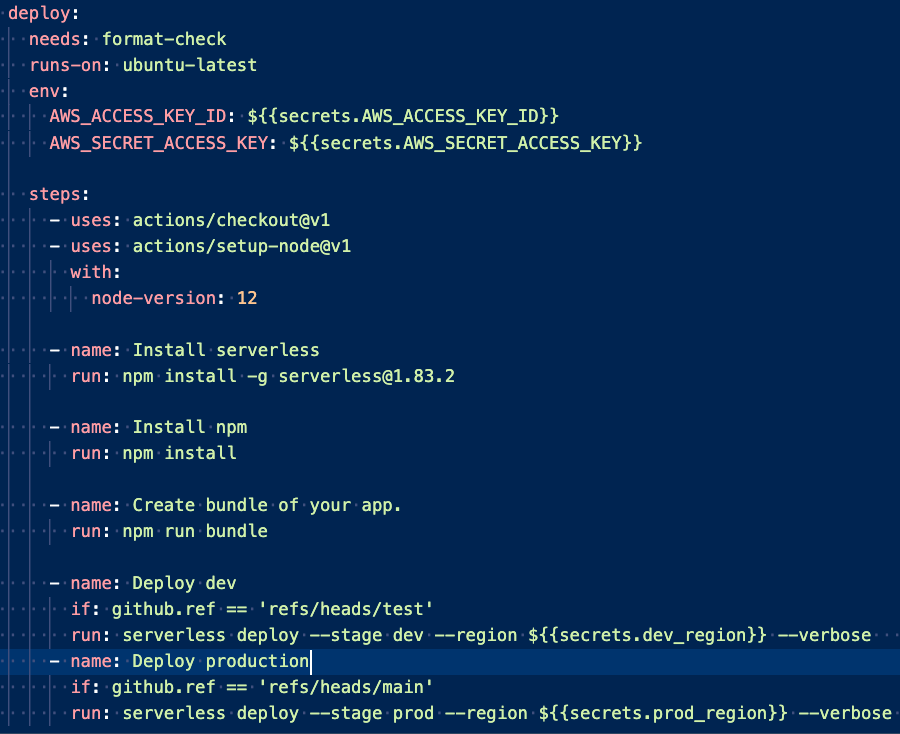 deploy:
  needs: format-check
  runs-on: ubuntu-latest
  env:
    AWS_ACCESS_KEY_ID: ${{secrets.AWS_ACCESS_KEY_ID}}
    AWS_SECRET_ACCESS_KEY: ${{secrets.AWS_SECRET_ACCESS_KEY}}

  steps:
    - uses: actions/checkout@v1
    - uses: actions/setup-node@v1
      with:
        node-version: 12

    - name: Install serverless
      run: npm install -g serverless@1.83.2

    - name: Install npm
      run: npm install

    - name: Create bundle of your app.
      run: npm run bundle

    - name: Deploy dev
      if: github.ref == 'refs/heads/test'
      run: serverless deploy --stage dev --region ${{secrets.dev_region}} --verbose
    - name: Deploy production
      if: github.ref == 'refs/heads/main'
      run: serverless deploy --stage prod --region ${{secrets.prod_region}} --verbose